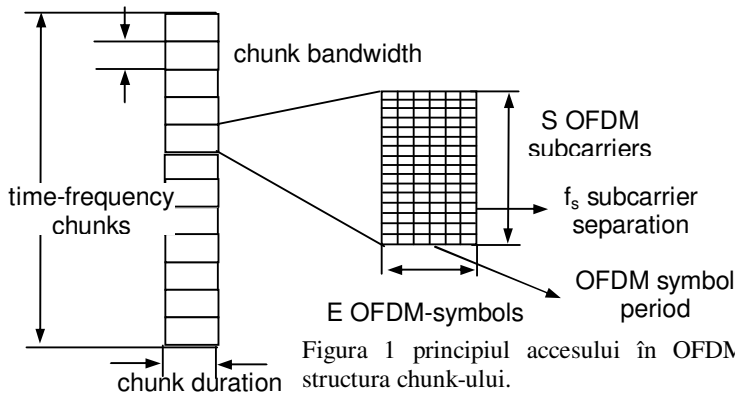 chunk bandwidth
S OFDM
subcarriers
time-frequency
chunks
f_s subcarrier
separation
OFDM symbol
period
E OFDM-symbols
chunk duration
Figura 1 principiul accesului în OFDM
structura chunk-ului.